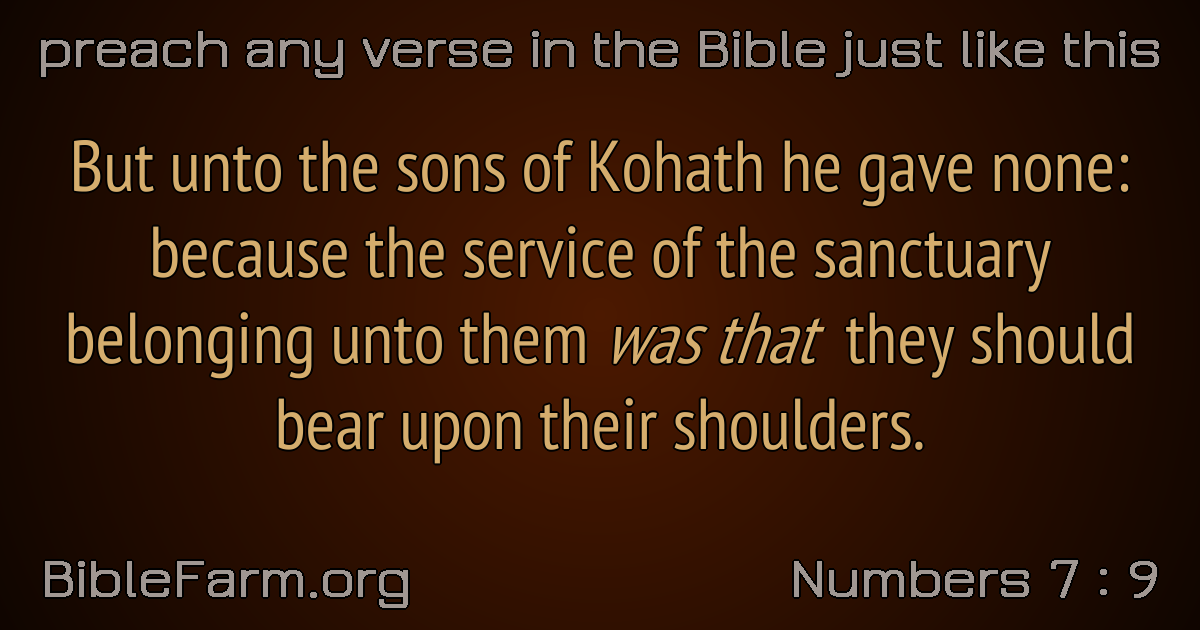 preach any verse in the Bible just like this
But unto the sons of Kohath he gave none:
because the service of the sanctuary
belonging unto them was that they should
bear upon their shoulders.
BibleFarm.org
Numbers 7 : 9